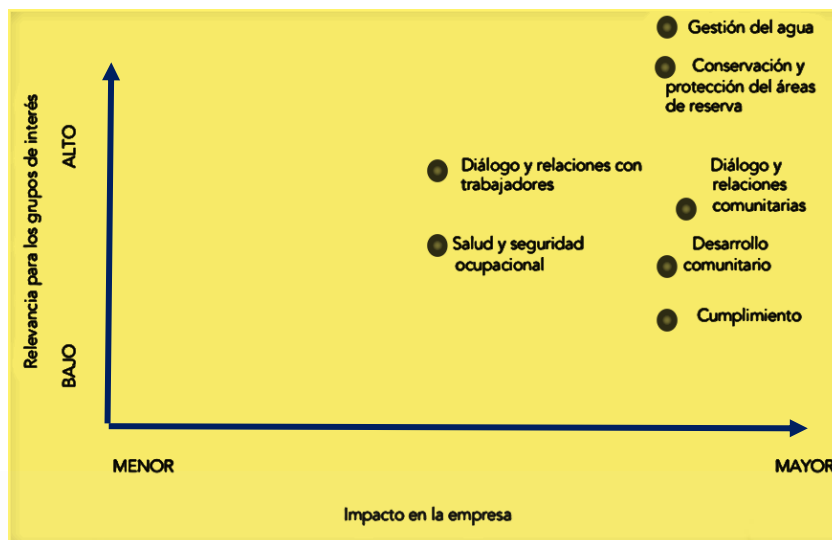 Gestión del agua
Conservación y
protección del áreas
de reserva
Relevancia para los grupos de interés
ALTO
BAJO
Diálogo y relaciones con
trabajadores
Diálogo y
relaciones
comunitarias
Salud y seguridad
ocupacional
Desarrollo
comunitario
Cumplimiento
MENOR
MAYOR
Impacto en la empresa